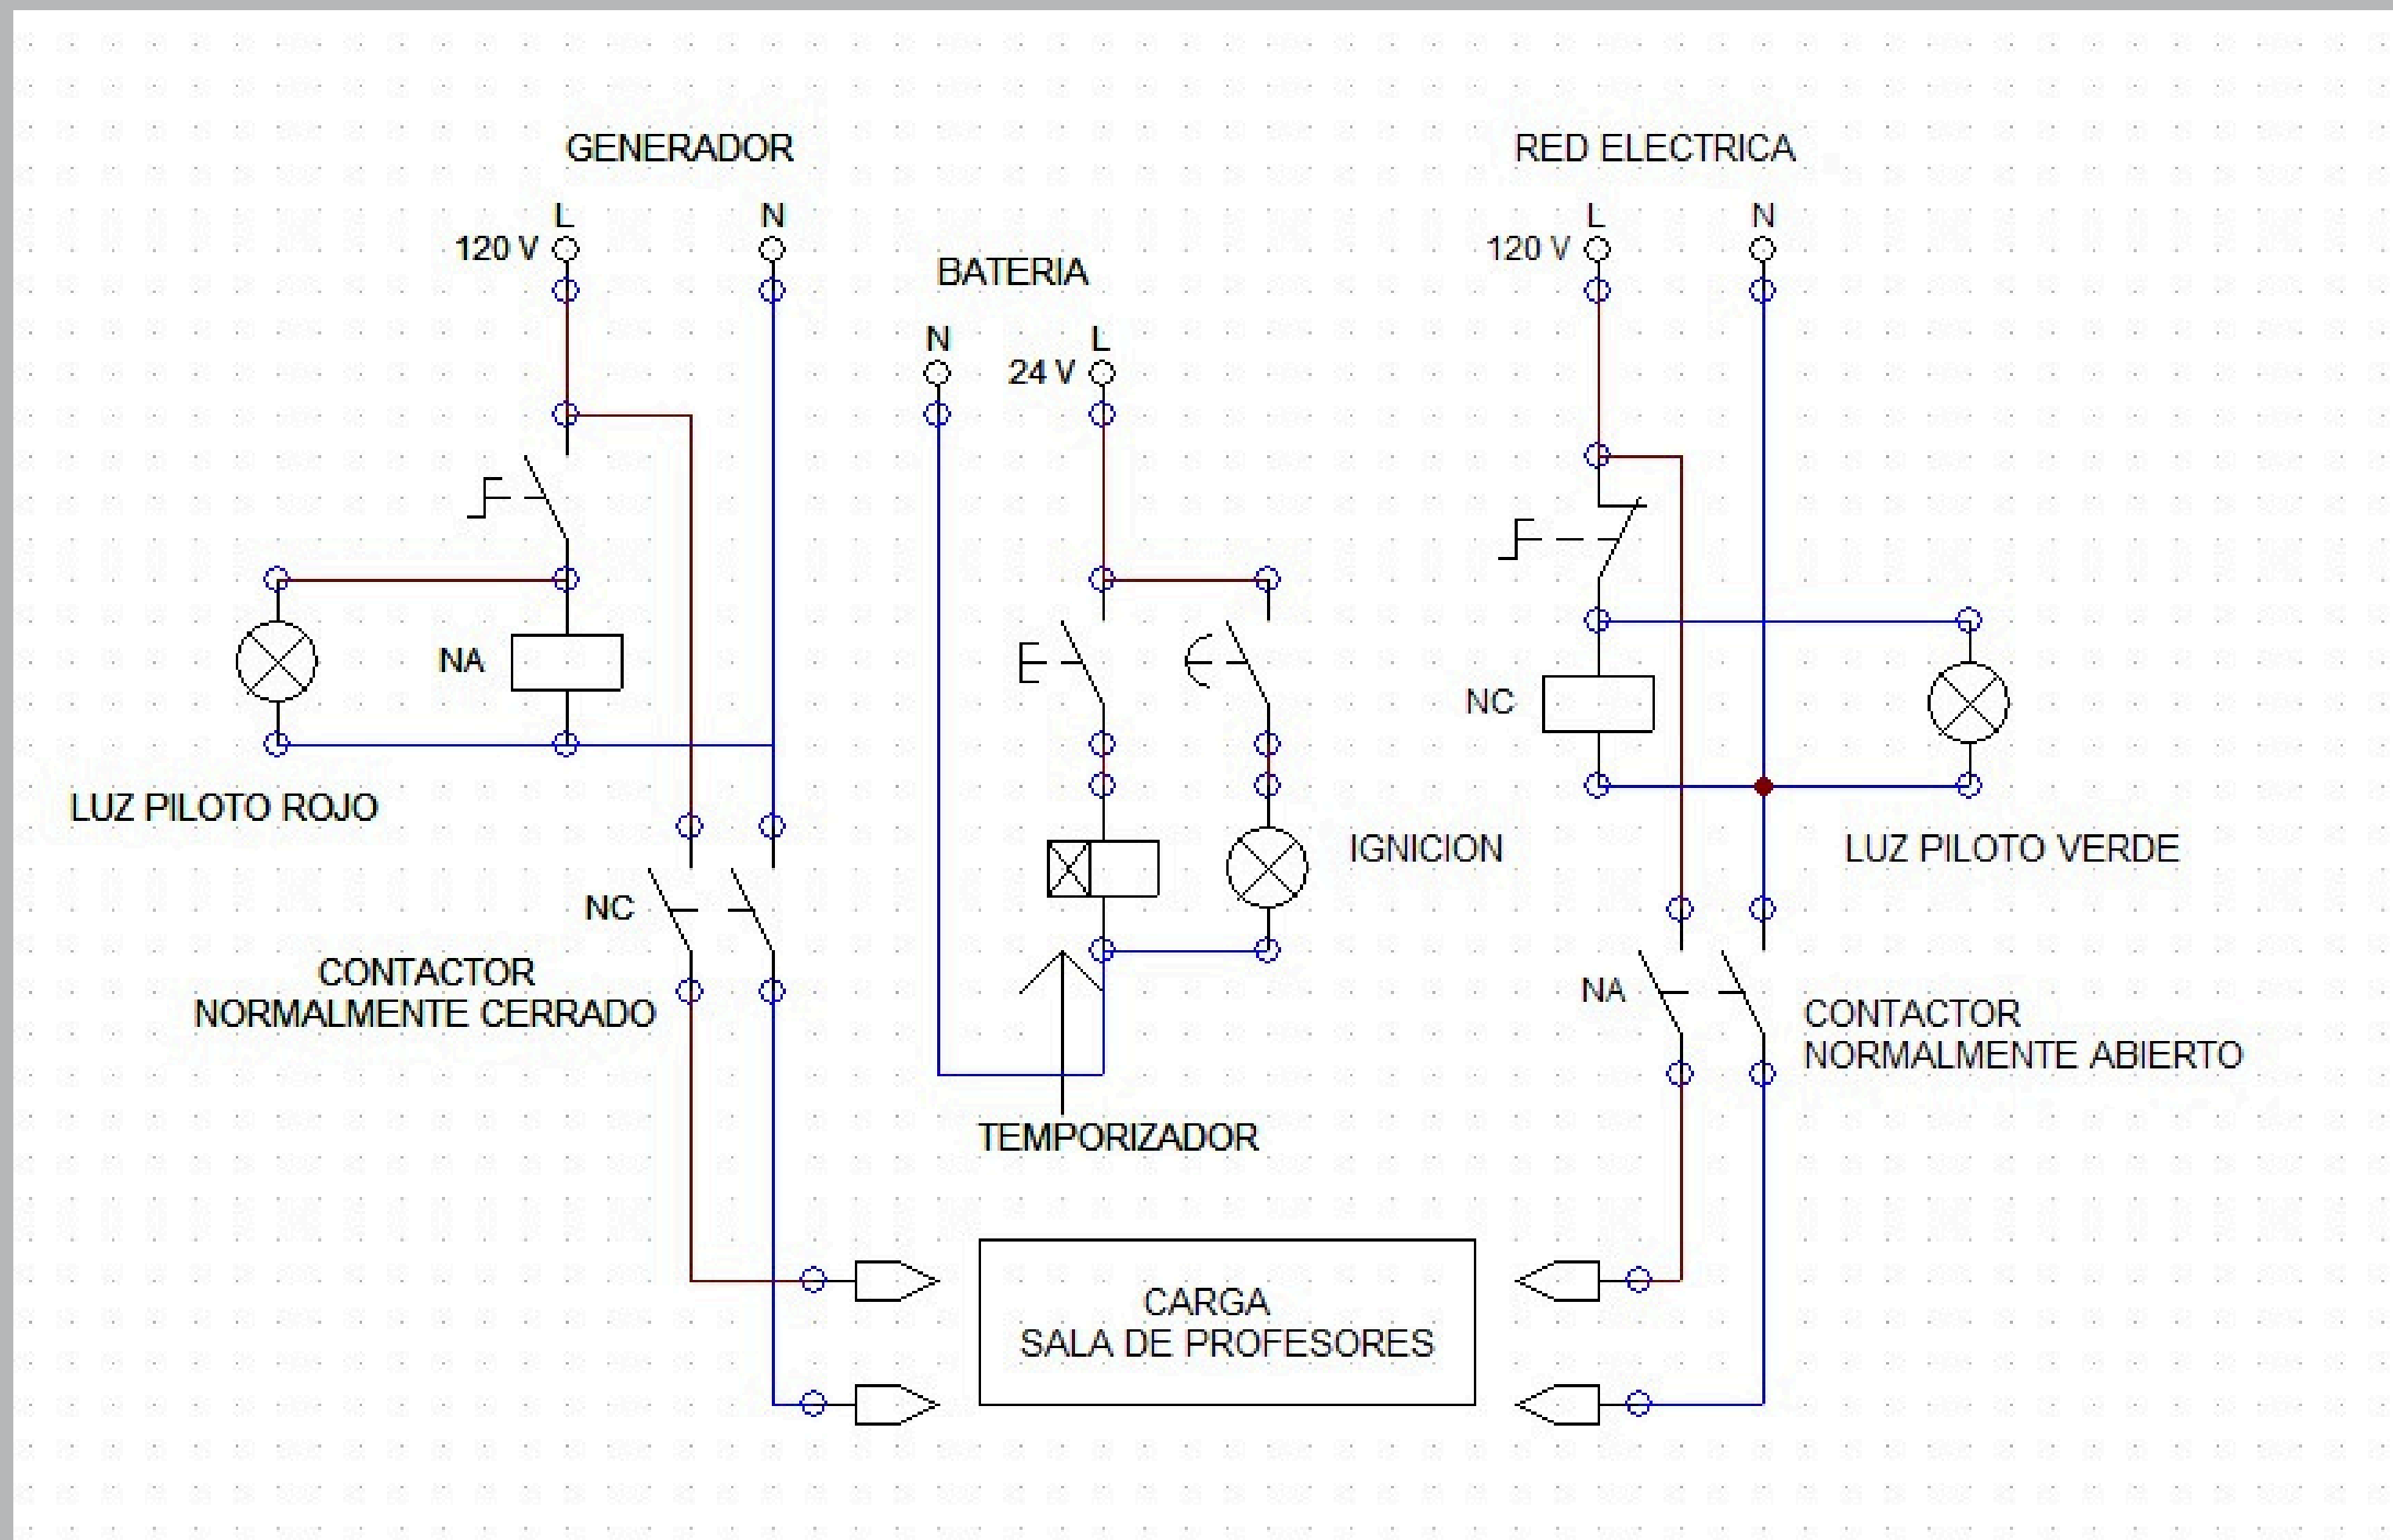 GENERADOR
RED ELECTRICA
L
N
120 V
BATERIA
N
L
24 V
L
N
120 V
NA
LUZ PILOTO ROJO
NC
CONTACTOR
NORMALMENTE CERRADO
IGNICION
TEMPORIZADOR
NC
LUZ PILOTO VERDE
NA
CONTACTOR
NORMALMENTE ABIERTO
CARGA
SALA DE PROFESORES